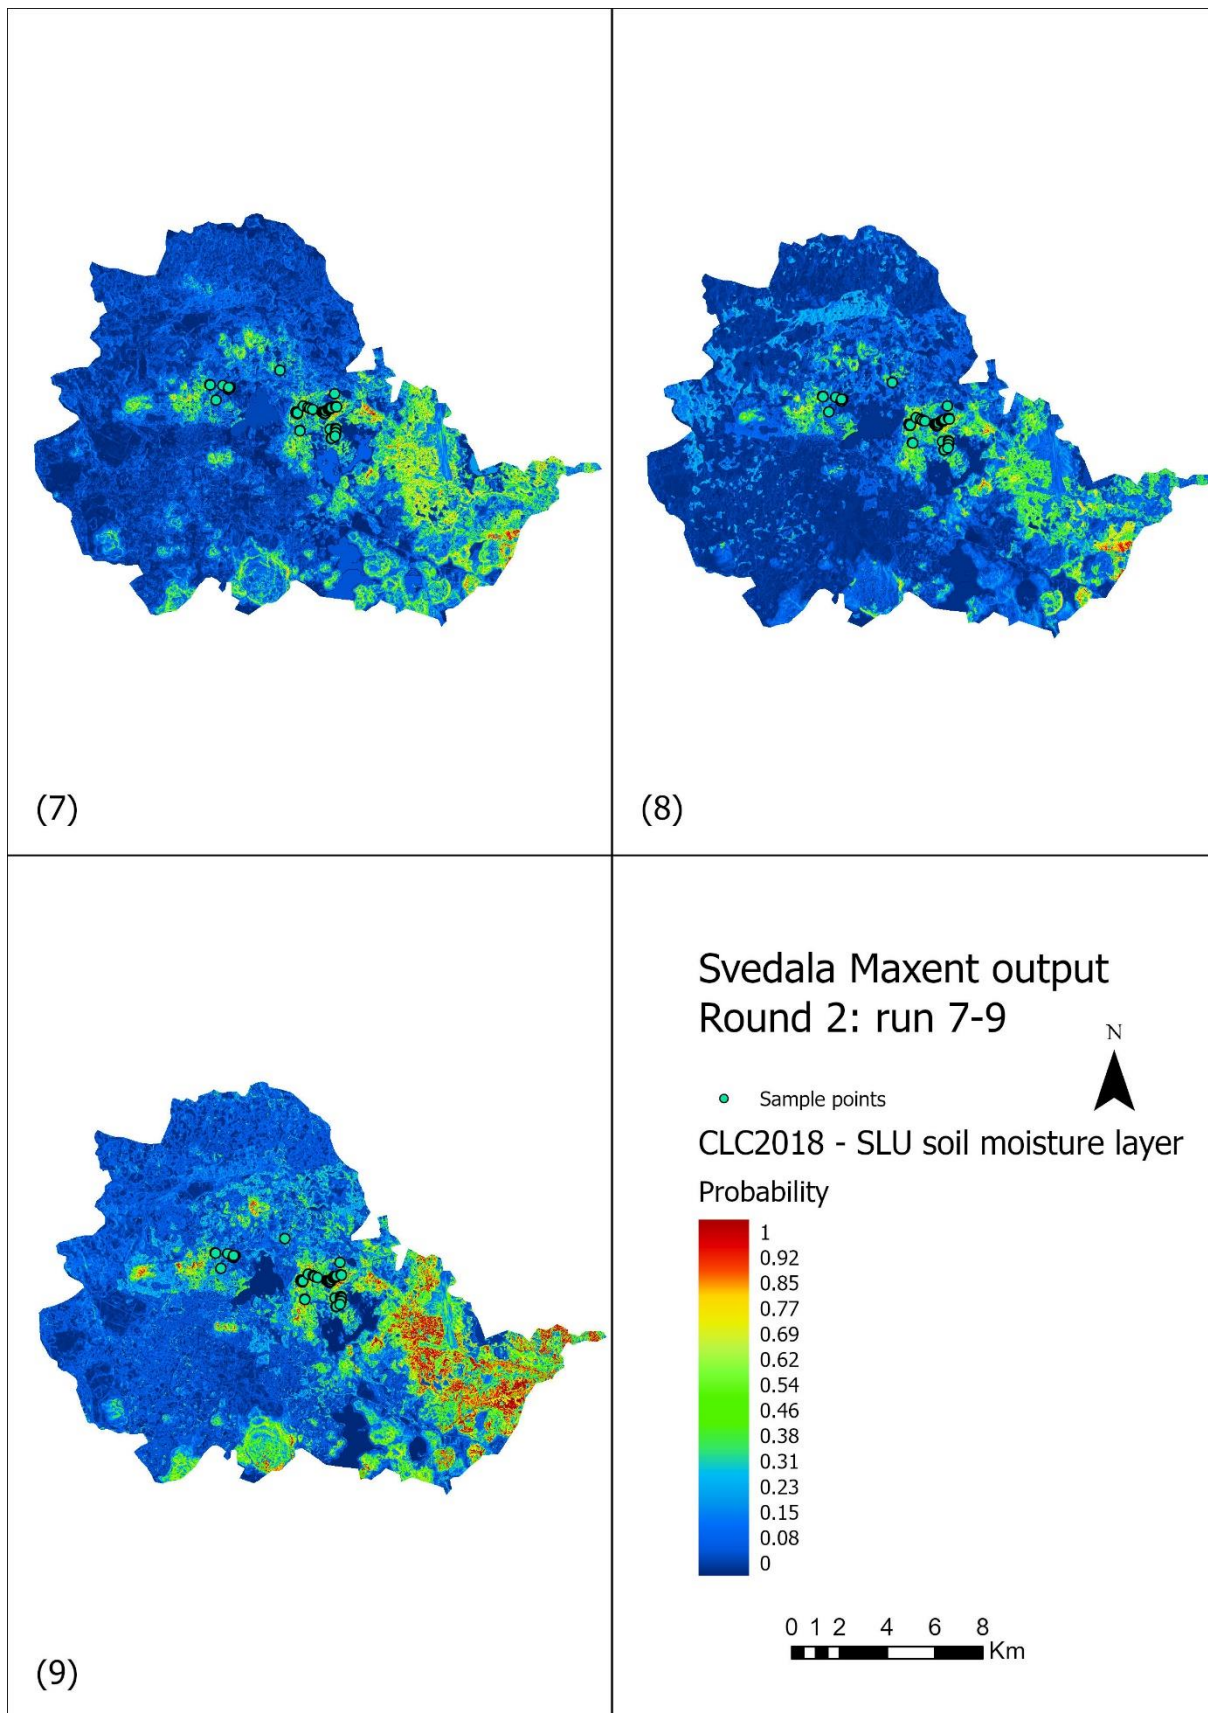 (7)
(8)
(9)
Svedala Maxent output
Round 2: run 7-9
N
Sample points
CLC2018 - SLU soil moisture layer
Probability
1
0.92
0.85
0.77
0.69
0.62
0.54
0.46
0.38
0.31
0.23
0.15
0.08
0
0 1 2 4 6 8
Km